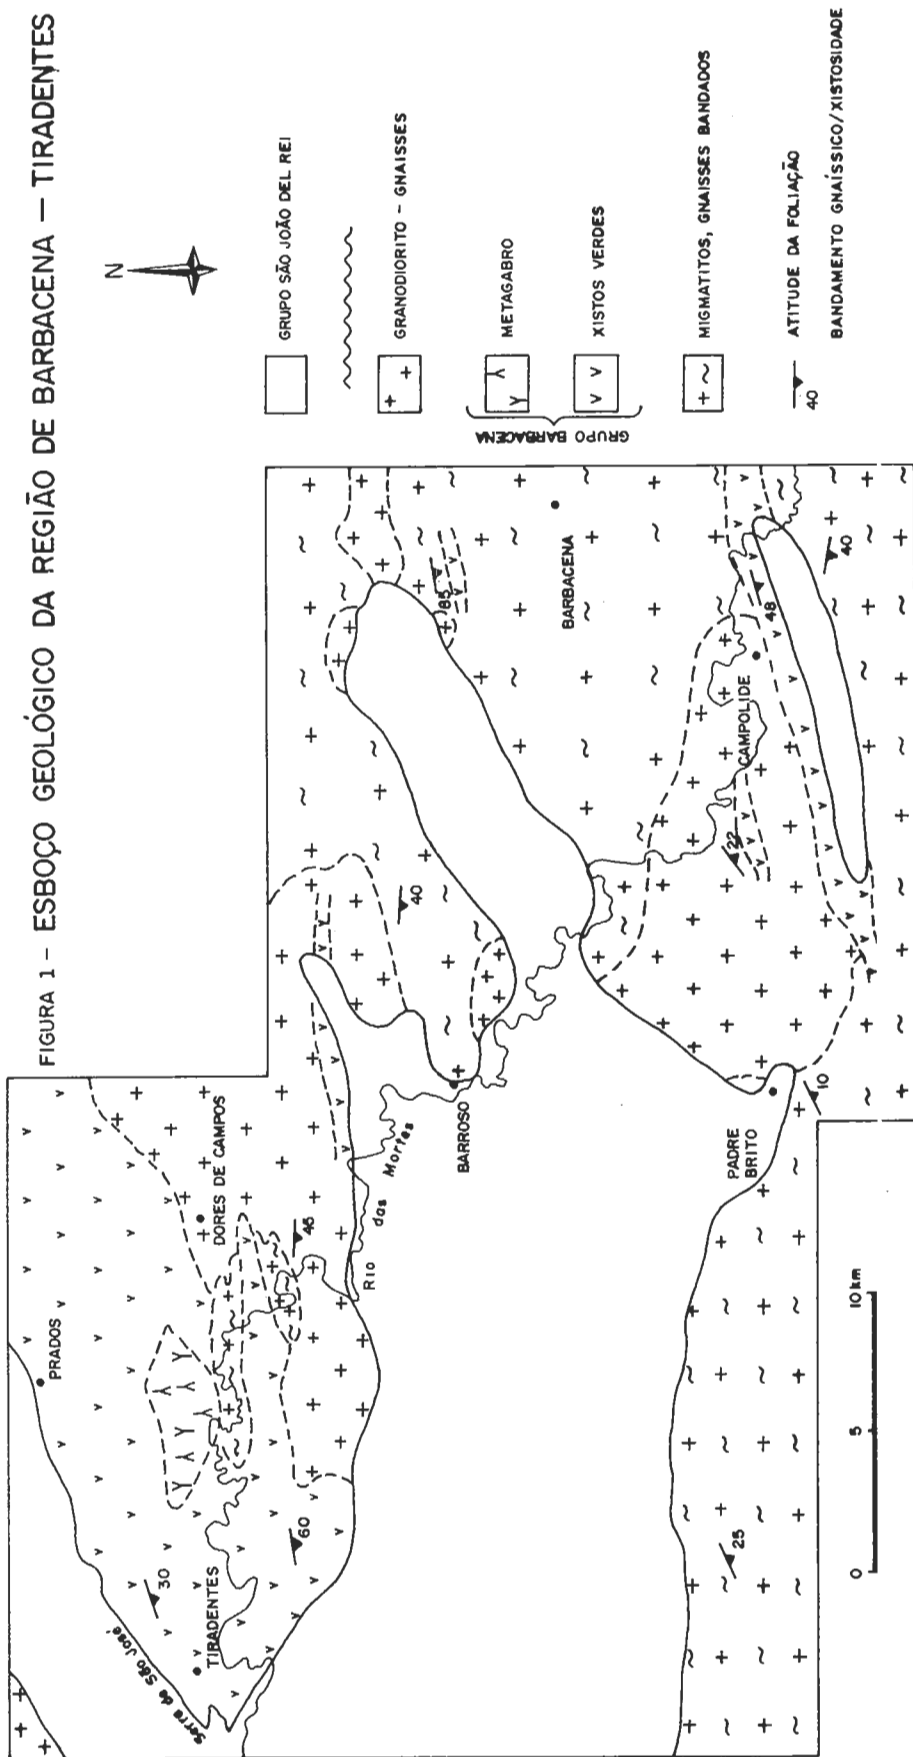 FIGURA 1 - ESBOÇO GEOLÓGICO DA REGIÃO DE BARBACENA — TIRADENTES
N
GRUPO SÃO JOÃO DEL REI
GRANODIORITO - GNAISSES
METAGABRO
XISTOS VERDES
GRUPO BARBACENA
MIGMATITOS, GNAISSES BANDADOS
40
ATITUDE DA FOLIAÇÃO
BANDAMENTO GNAÍSSICO/XISTOSIDADE
PRADOS
Serra de São José
30
TIRADENTES
60
DORES DE CAMPOS
46
Rio das Mortes
BARROSO
40
85
BARBACENA
CAMPOLIDE
22
48
40
PADRE
BRITO
10
25
0 5 10 km